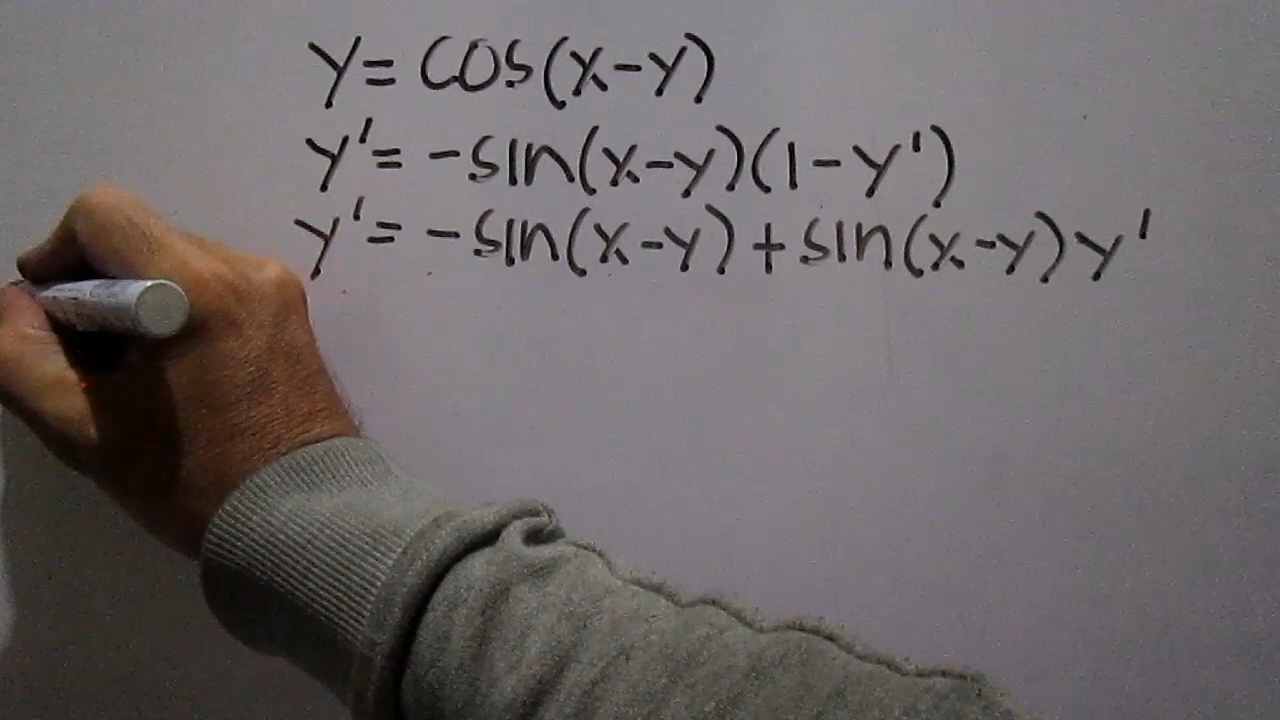 y = cos(x-y)
y' = -sin(x-y)(1-y')
y' = -sin(x-y)+sin(x-y)y'